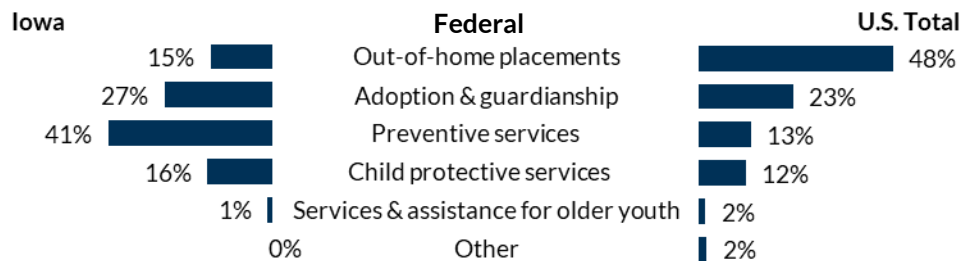 Iowa Federal U.S. Total
15% Out-of-home placements 48%
27% Adoption & guardianship 23%
41% Preventive services 13%
16% Child protective services 12%
1% Services & assistance for older youth 2%
0% Other 2%